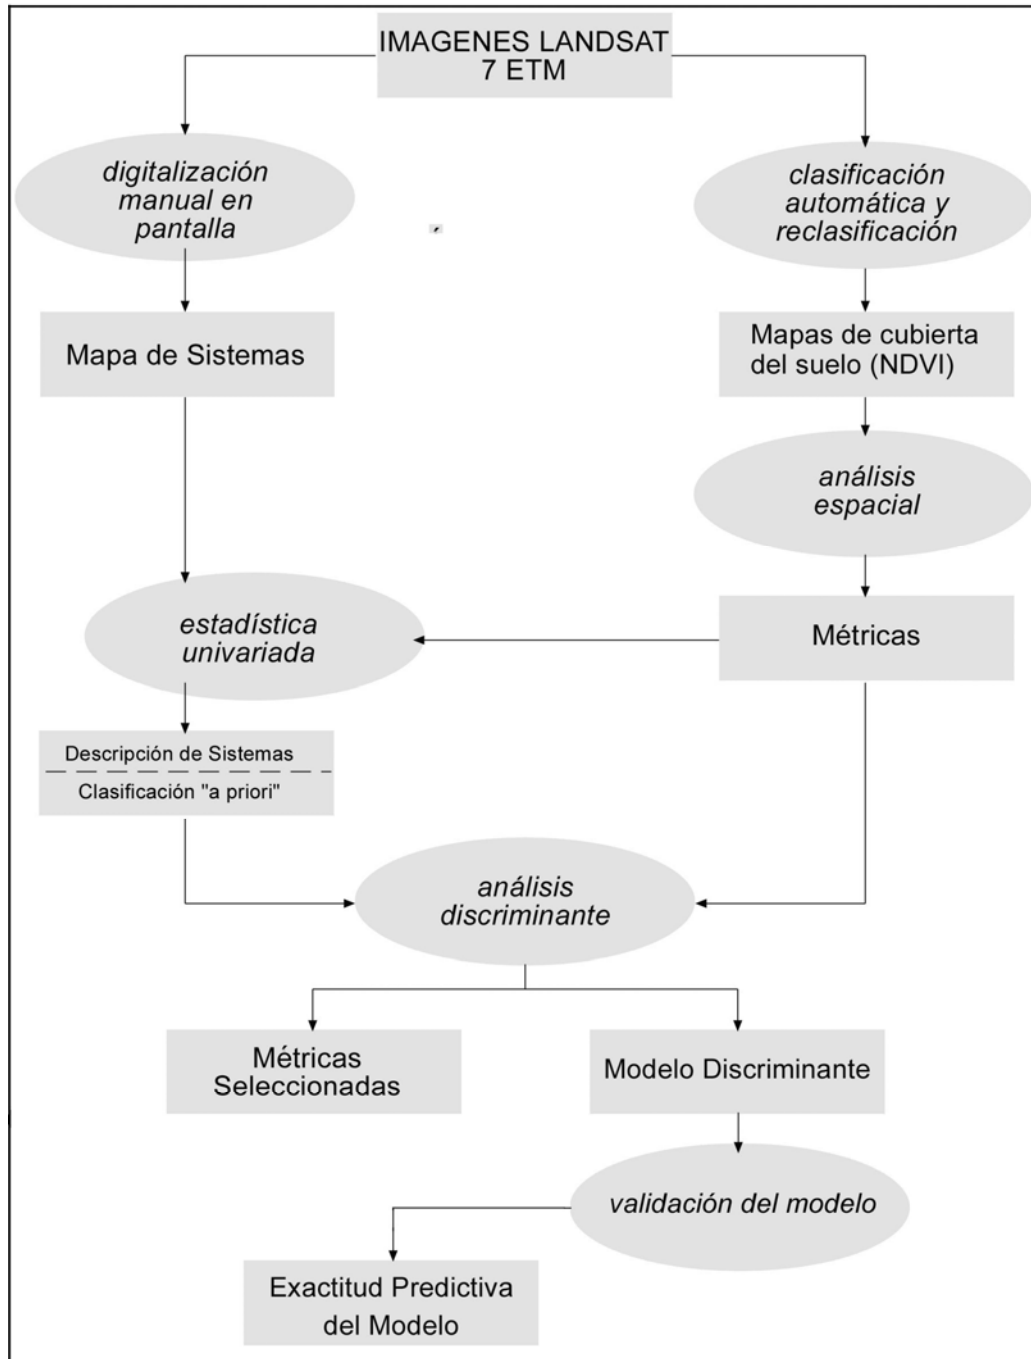 IMAGENES LANDSAT
7 ETM
digitalización
manual en
pantalla
clasificación
automática y
reclasificación
Mapa de Sistemas
Mapas de cubierta
del suelo (NDVI)
análisis
espacial
estadística
univariada
Métricas
Descripción de Sistemas
Clasificación "a priori"
análisis
discriminante
Métricas
Seleccionadas
Modelo Discriminante
validación del modelo
Exactitud Predictiva
del Modelo